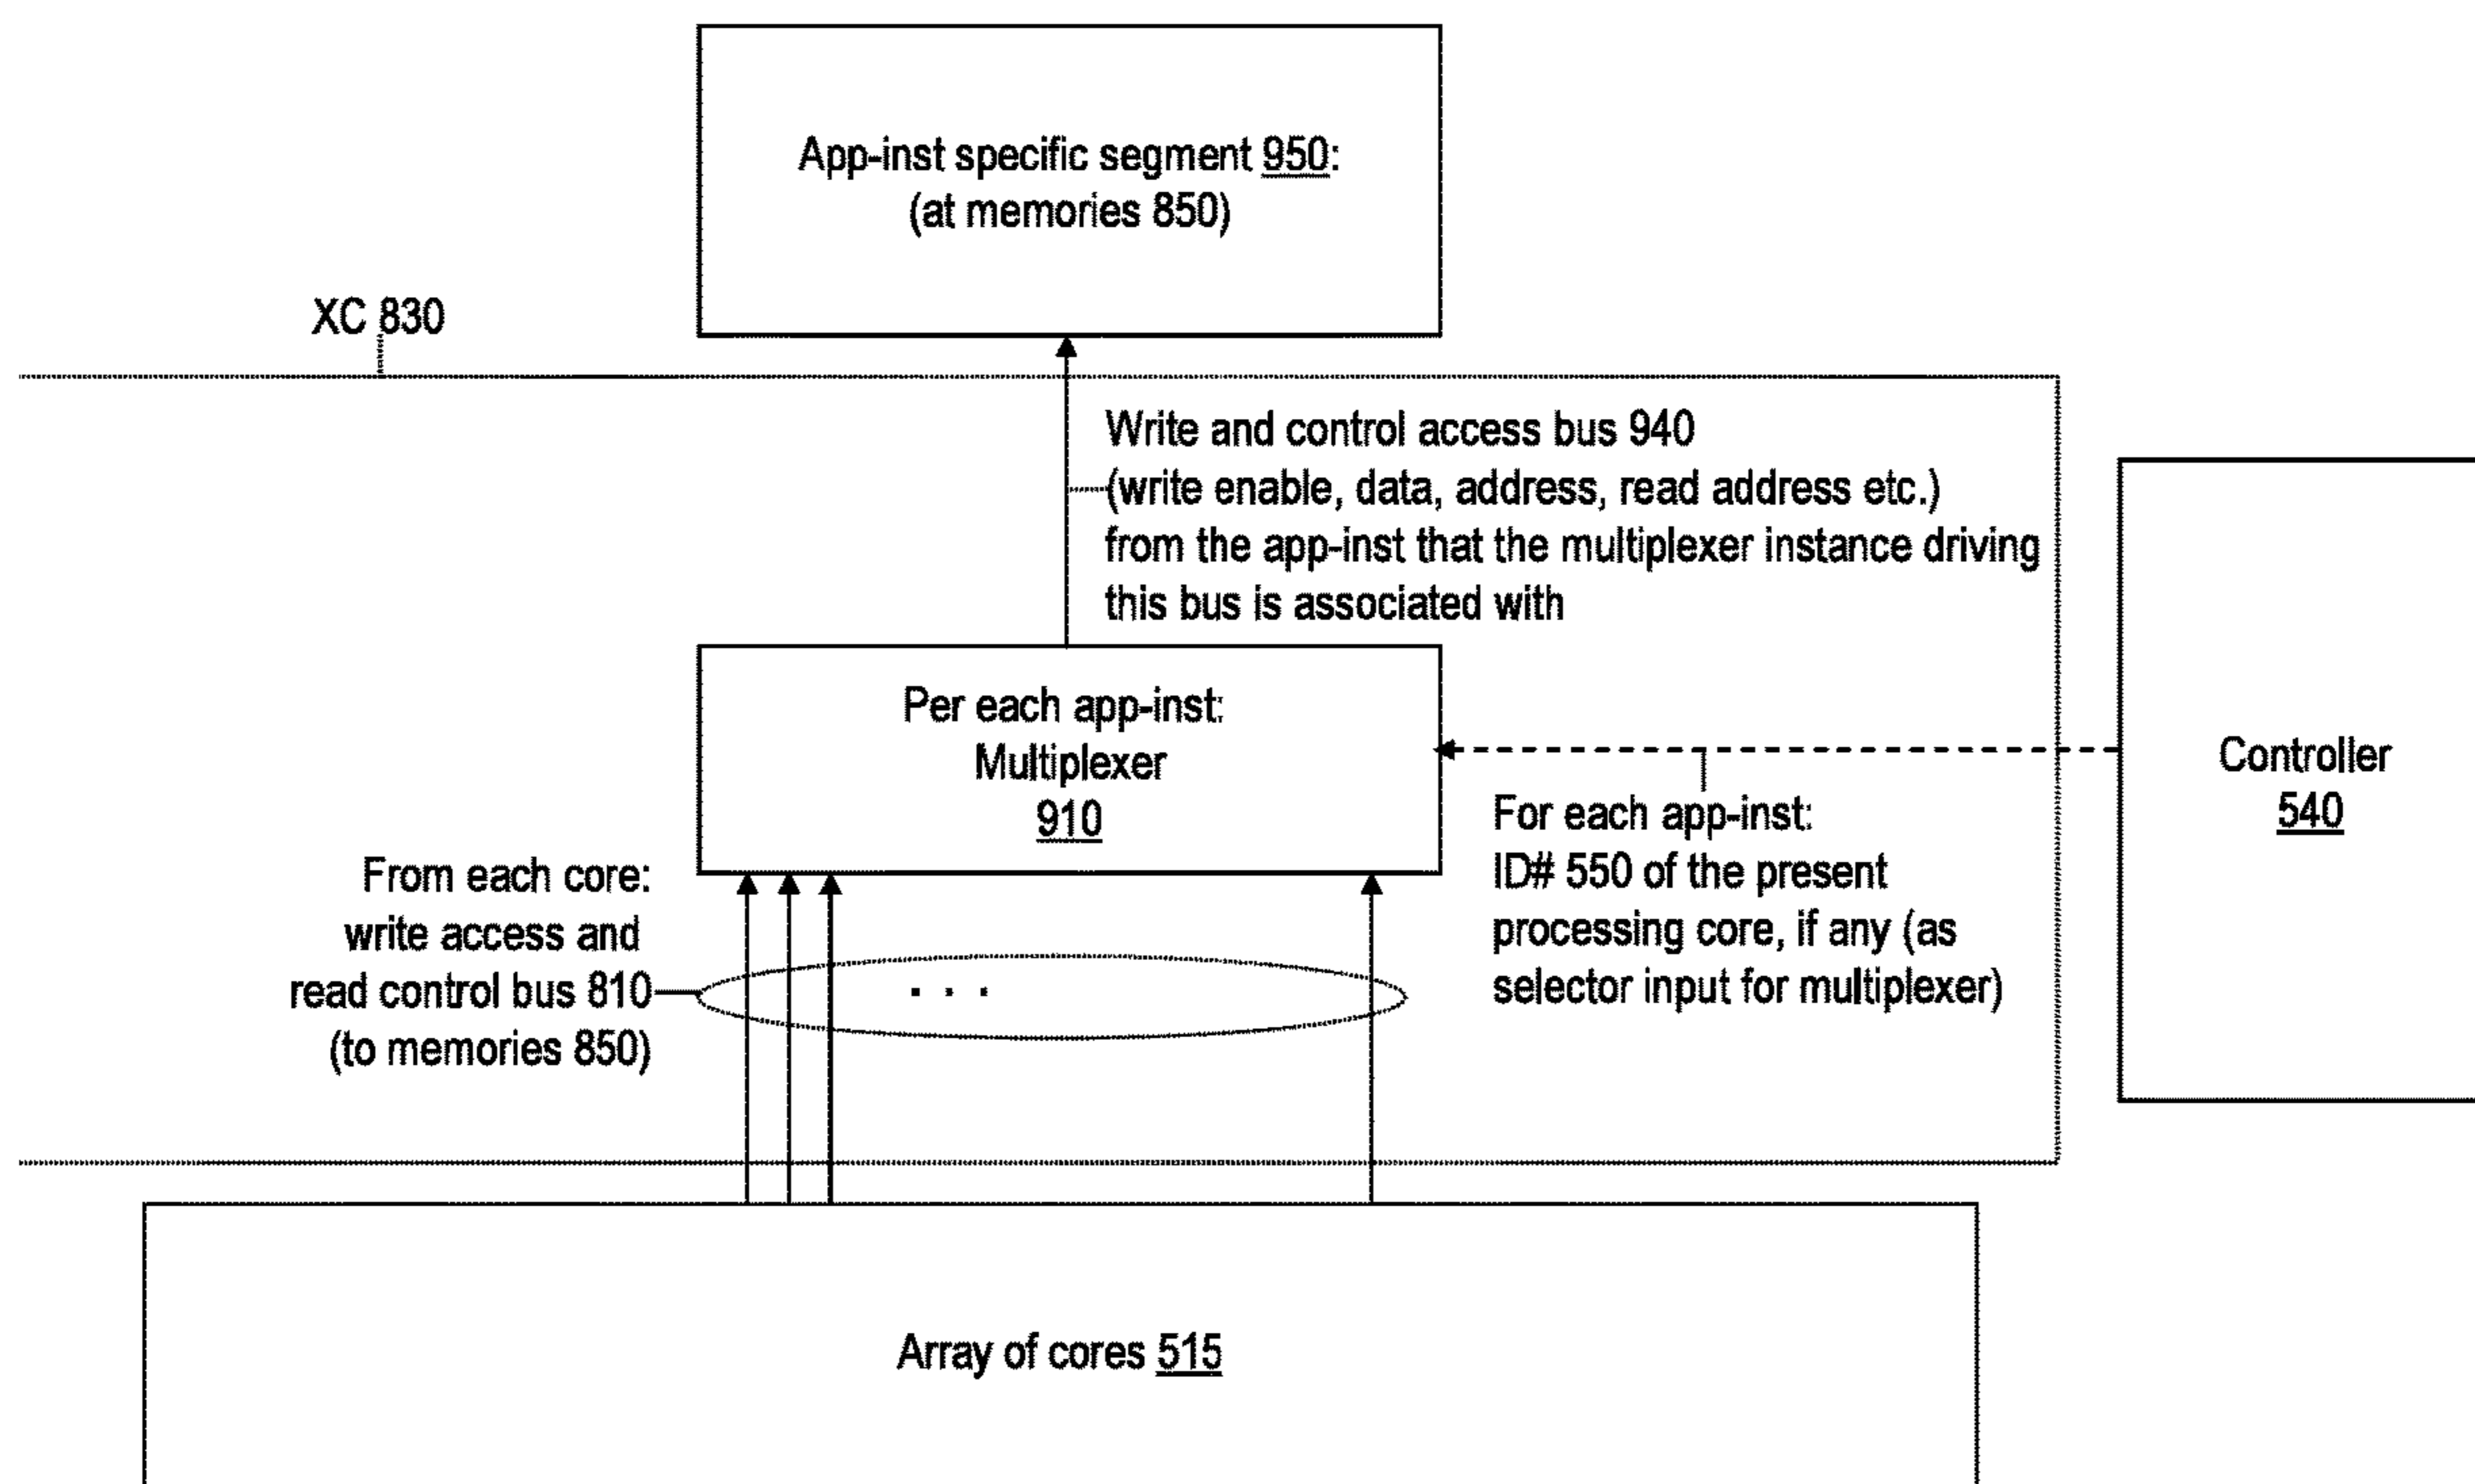 App-inst specific segment 950:
(at memories 850)
XC 830
Write and control access bus 940
(write enable, data, address, read address etc.)
from the app-inst that the multiplexer instance driving
this bus is associated with
Per each app-inst:
Multiplexer
910
Controller
540
For each app-inst:
ID# 550 of the present
processing core, if any (as
selector input for multiplexer)
From each core:
write access and
read control bus 810
(to memories 850)
. . .
Array of cores 515